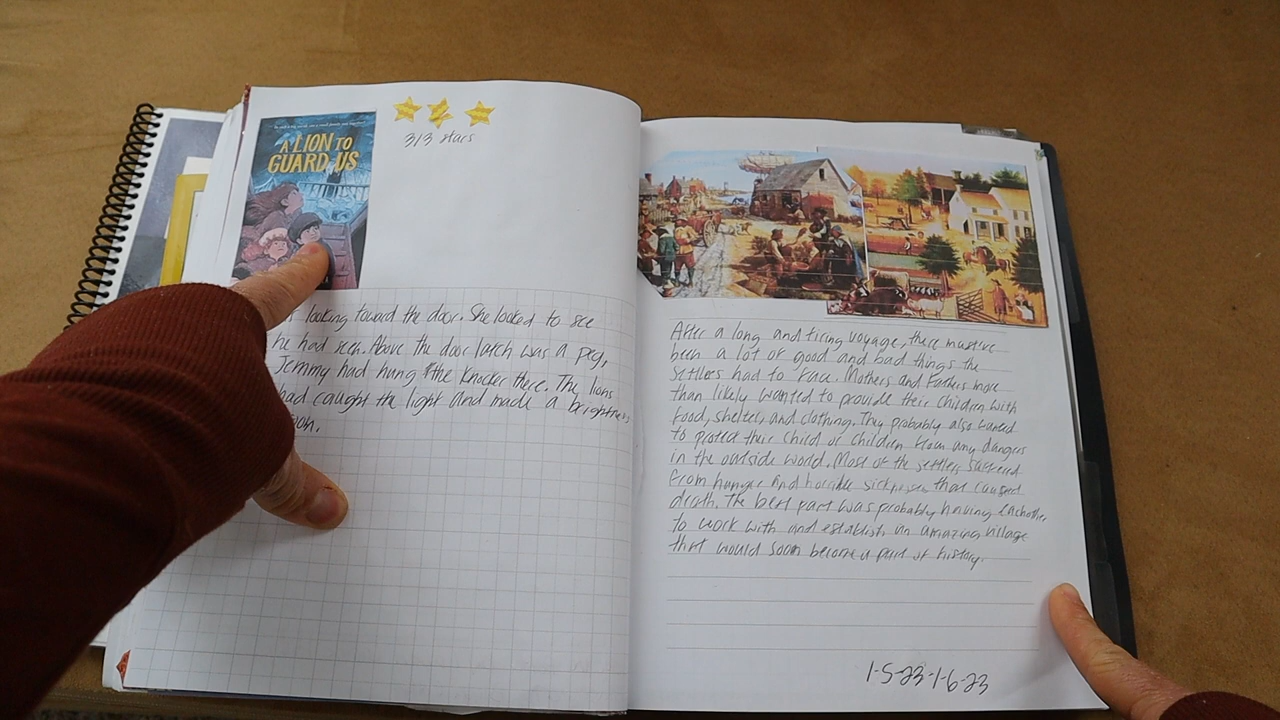 A LION TO
GUARD US
3/3 stars
looking toward the door. She looked to see
he had seen. Above the door latch was a peg,
Jemmy had hung the knocker there. The lions
had caught the light and made a brightness
After a long and tiring voyage, there mustve
been a lot of good and bad things the
settlers had to face. Mothers and Fathers more
than likely wanted to provide their children with
food, shelter, and clothing. They probably also wanted
to protect their child or children from any dangers
in the outside world. Most of the settlers suffered
from hunger and horrible sicknesses that caused
death. The best part was probably having eachother
to work with and establish an amazing village
that would soon become a part of history.
1-5-23-1-6-23